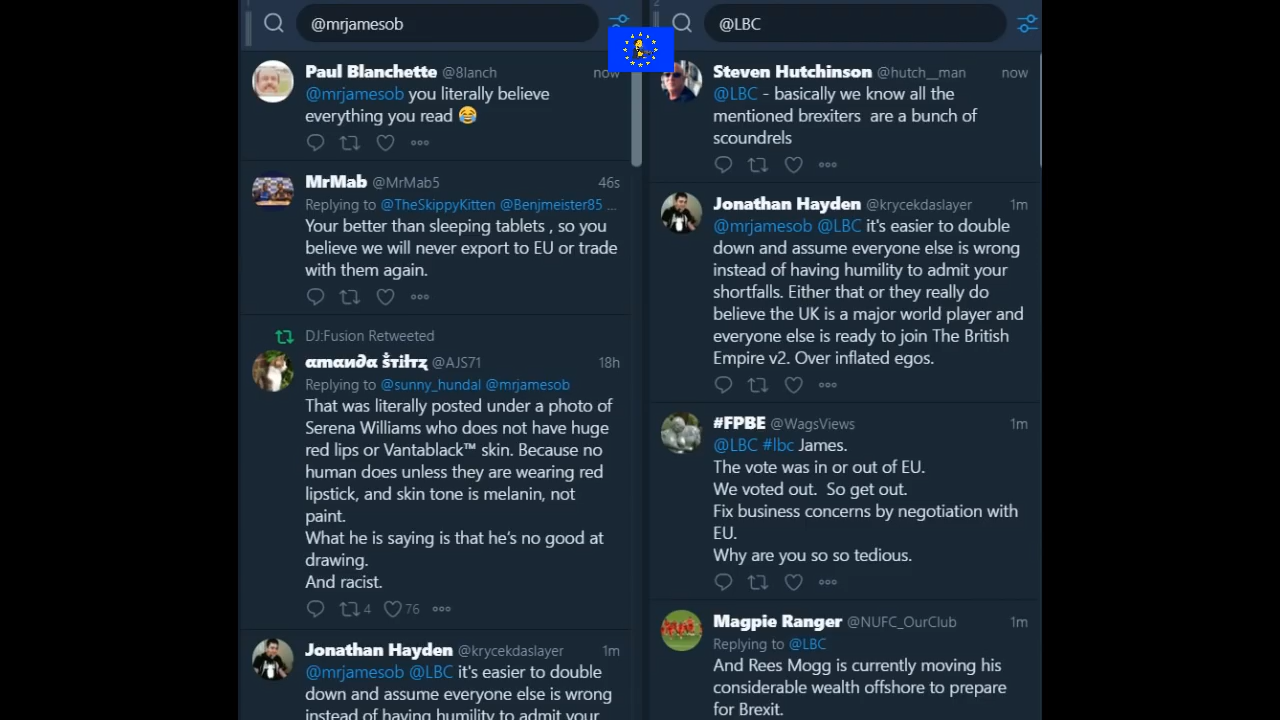 1
@mrjamesob
Paul Blanchette @8lanch now
@mrjamesob you literally believe
everything you read 😂
MrMab @MrMab5 46s
Replying to @TheSkippyKitten @Benjmeister85 ...
Your better than sleeping tablets , so you
believe we will never export to EU or trade
with them again.
DJ:Fusion Retweeted
αmαиdα šтiłтʐ @AJS71 18h
Replying to @sunny_hundal @mrjamesob
That was literally posted under a photo of
Serena Williams who does not have huge
red lips or Vantablack™ skin. Because no
human does unless they are wearing red
lipstick, and skin tone is melanin, not
paint.
What he is saying is that he's no good at
drawing.
And racist.
4 76
Jonathan Hayden @krycekdaslayer 1m
@mrjamesob @LBC it's easier to double
down and assume everyone else is wrong
instead of having humility to admit your
2
@LBC
Steven Hutchinson @hutch__man now
@LBC - basically we know all the
mentioned brexiters  are a bunch of
scoundrels
Jonathan Hayden @krycekdaslayer 1m
@mrjamesob @LBC it's easier to double
down and assume everyone else is wrong
instead of having humility to admit your
shortfalls. Either that or they really do
believe the UK is a major world player and
everyone else is ready to join The British
Empire v2. Over inflated egos.
#FPBE @WagsViews 1m
@LBC #lbc James.
The vote was in or out of EU.
We voted out.  So get out.
Fix business concerns by negotiation with
EU.
Why are you so so tedious.
Magpie Ranger @NUFC_OurClub 1m
Replying to @LBC
And Rees Mogg is currently moving his
considerable wealth offshore to prepare
for Brexit.